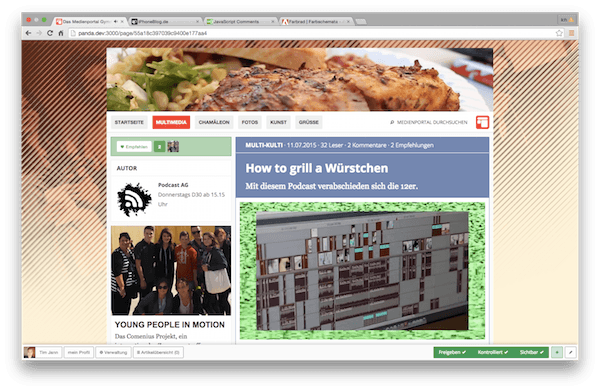 Das Medienportal Gym
iPhoneBlog.de
JavaScript Comments
Farbrad | Farbschemata
panda.dev:3000/page/55a18c397039c9400e177aa4
STARTSEITE
MULTIMEDIA
CHAMÄLEON
FOTOS
KUNST
GRÜSSE
MEDIENPORTAL DURCHSUCHEN
Empfehlen 2
MULTI-KULTI · 11.07.2015 · 32 Leser · 2 Kommentare · 2 Empfehlungen
How to grill a Würstchen
Mit diesem Podcast verabschieden sich die 12er.
AUTOR
Podcast AG
Donnerstags D30 ab 15.15
Uhr
YOUNG PEOPLE IN MOTION
Das Comenius Projekt, ein
Tim Jenn
mein Profil
Verwaltung
Artikelübersicht (0)
Freigeben ✔
Kontrolliert ✔
Sichtbar ✔